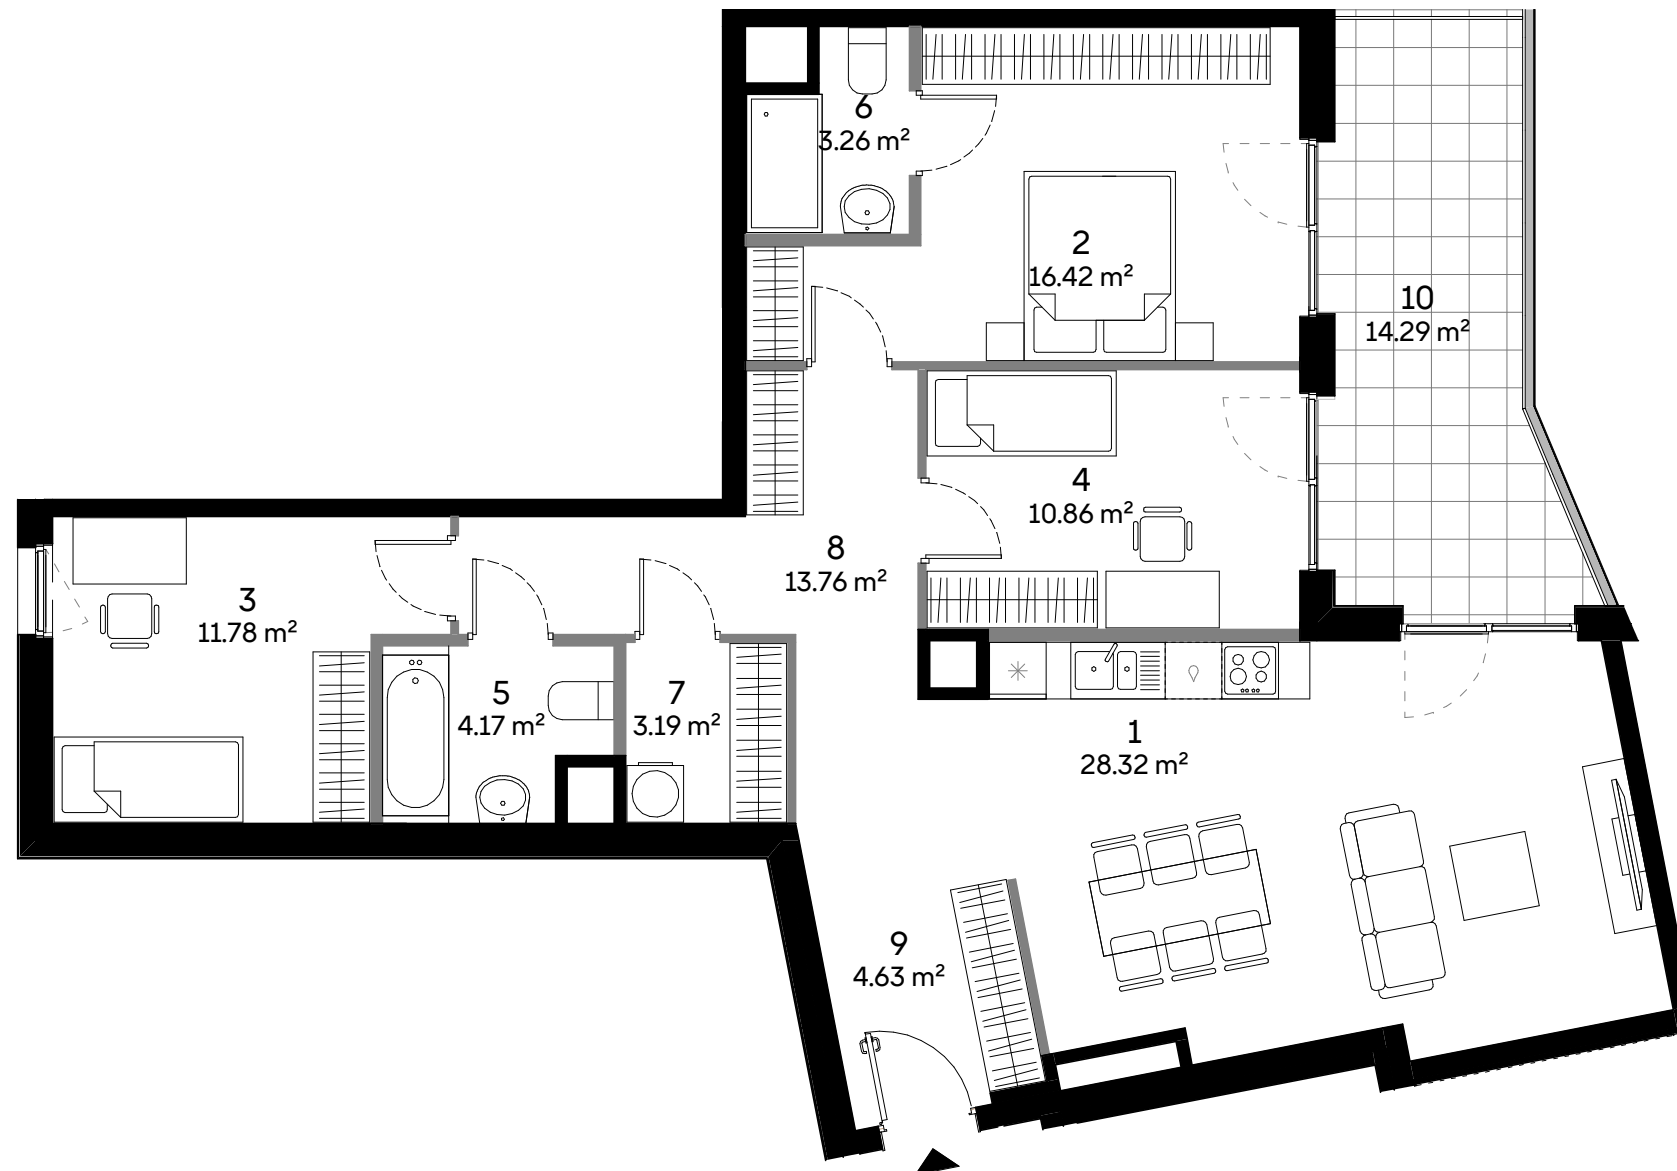 6
3.26 m²
2
16.42 m²
10
14.29 m²
4
10.86 m²
8
13.76 m²
3
11.78 m²
5
4.17 m²
7
3.19 m²
1
28.32 m²
9
4.63 m²